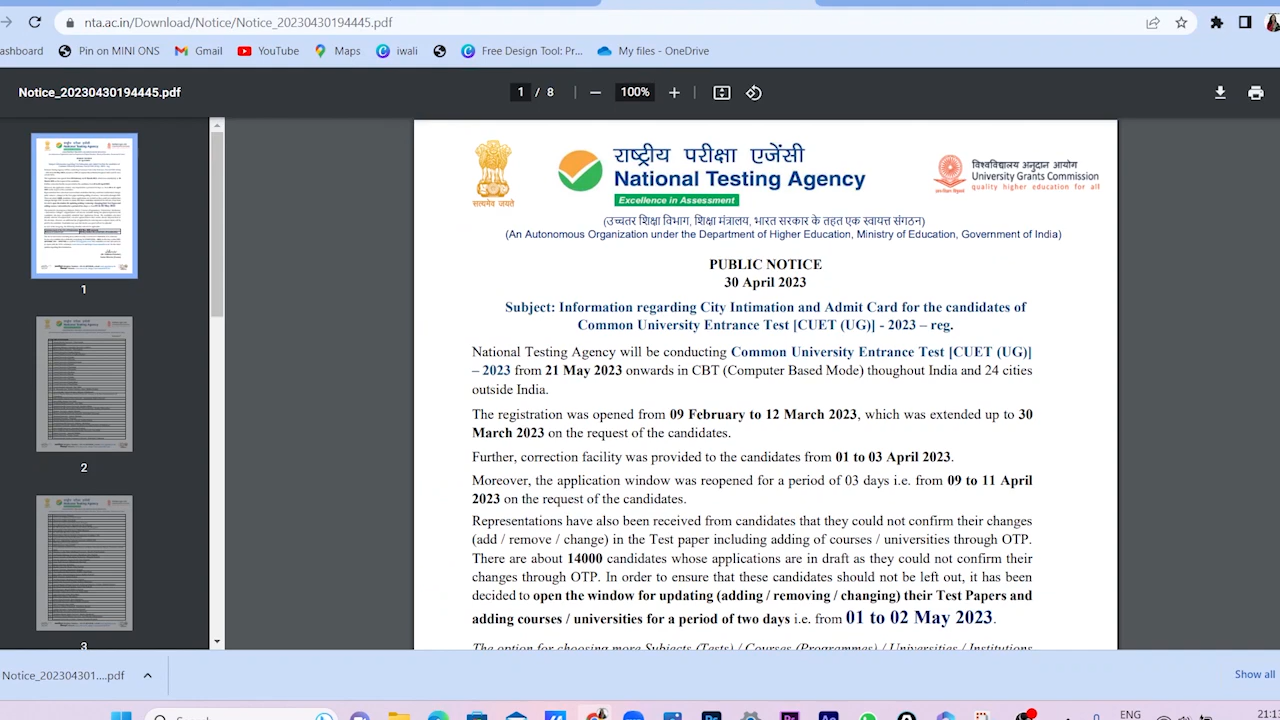 nta.ac.in/Download/Notice/Notice_20230430194445.pdf
ashboard Pin on MINI ONS Gmail YouTube Maps iwali Free Design Tool: Pr... My files - OneDrive
Notice_20230430194445.pdf 1 / 8 100%
राष्ट्रीय परीक्षा एजेंसी
National Testing Agency
Excellence in Assessment
सत्यमेव जयते
विश्वविद्यालय अनुदान आयोग
University Grants Commission
quality higher education for all
(उच्चतर शिक्षा विभाग, शिक्षा मंत्रालय, भारत सरकार के तहत एक स्वायत्त संगठन)
(An Autonomous Organization under the Department of Higher Education, Ministry of Education, Government of India)
PUBLIC NOTICE
30 April 2023
Subject: Information regarding City Intimation and Admit Card for the candidates of
Common University Entrance Test [CUET (UG)] - 2023 – reg.
National Testing Agency will be conducting Common University Entrance Test [CUET (UG)]
– 2023 from 21 May 2023 onwards in CBT (Computer Based Mode) thoughout India and 24 cities
outside India.
The registration was opened from 09 February to 12 March 2023, which was extended up to 30
March 2023 on the request of the candidates.
Further, correction facility was provided to the candidates from 01 to 03 April 2023.
Moreover, the application window was reopened for a period of 03 days i.e. from 09 to 11 April
2023 on the request of the candidates.
Representations have also been received from candidates that they could not confirm their changes
(add / remove / change) in the Test paper including adding of courses / universities through OTP.
There are about 14000 candidates whose applications are in draft as they could not confirm their
changes through OTP. In order to ensure that these candidates should not be left out, it has been
decided to open the window for updating (adding / removing / changing) their Test Papers and
adding courses / universities for a period of two days i.e. from 01 to 02 May 2023.
The option for choosing more Subjects (Tests) / Courses (Programmes) / Universities / Institutions
1
2
3
Notice_202304301....pdf
Show all
ENG